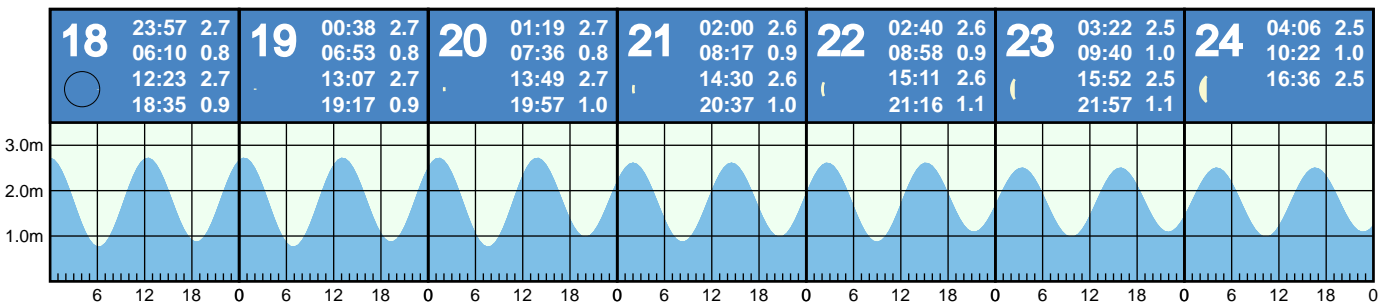 18 23:57 2.7 19 00:38 2.7 20 01:19 2.7 21 02:00 2.6 22 02:40 2.6 23 03:22 2.5 24 04:06 2.5
06:10 0.8 06:53 0.8 07:36 0.8 08:17 0.9 08:58 0.9 09:40 1.0 10:22 1.0
12:23 2.7 13:07 2.7 13:49 2.7 14:30 2.6 15:11 2.6 15:52 2.5 16:36 2.5
18:35 0.9 19:17 0.9 19:57 1.0 20:37 1.0 21:16 1.1 21:57 1.1
3.0m
2.0m
1.0m
6 12 18 0 6 12 18 0 6 12 18 0 6 12 18 0 6 12 18 0 6 12 18 0 6 12 18 0